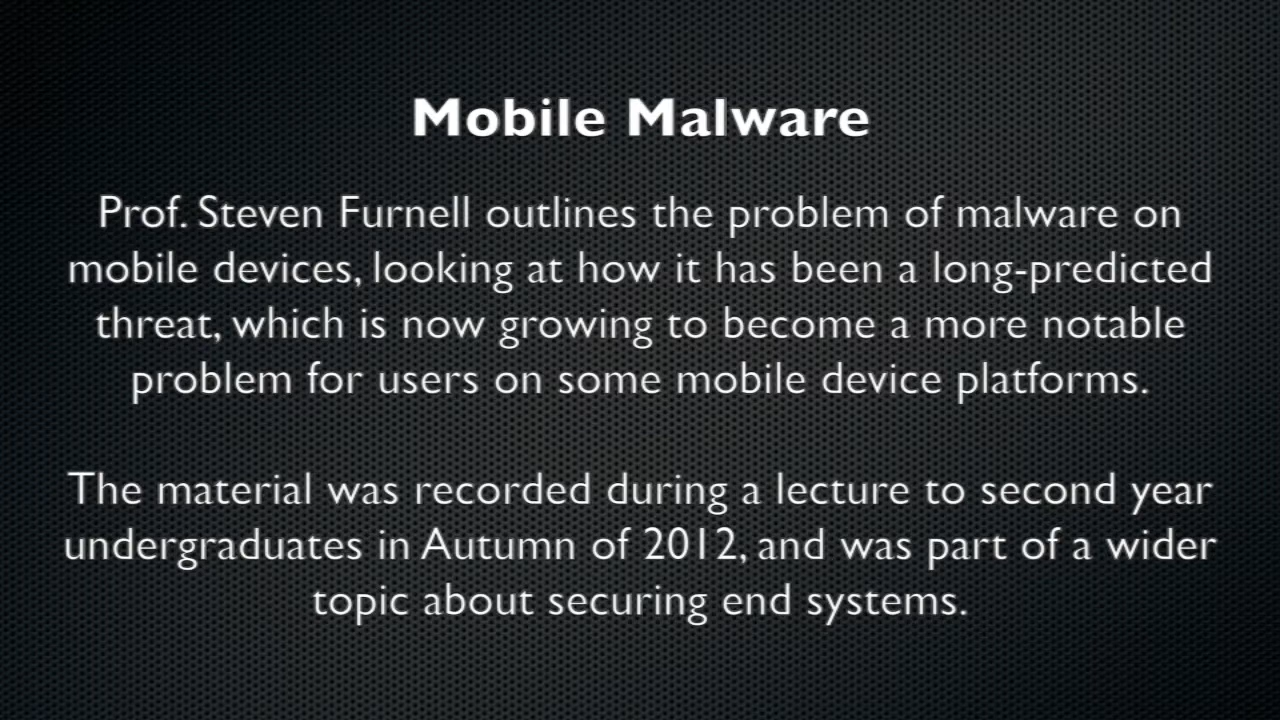 Mobile Malware
Prof. Steven Furnell outlines the problem of malware on
mobile devices, looking at how it has been a long-predicted
threat, which is now growing to become a more notable
problem for users on some mobile device platforms.
The material was recorded during a lecture to second year
undergraduates in Autumn of 2012, and was part of a wider
topic about securing end systems.